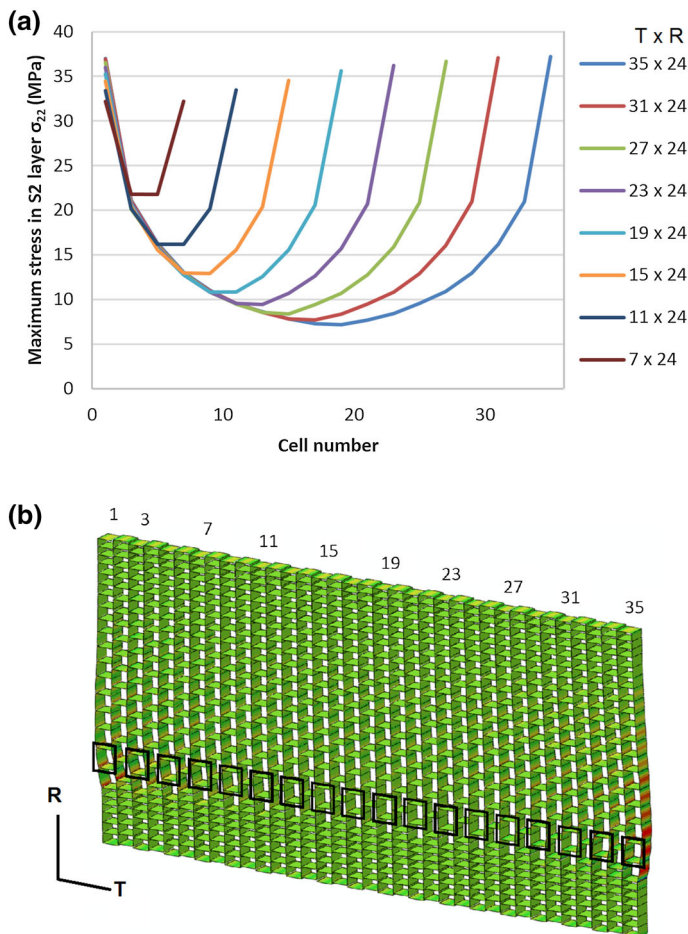 (a)
Maximum stress in S2 layer σ22 (MPa)
40
35
30
25
20
15
10
5
0
0
10
20
30
Cell number
T x R
35 x 24
31 x 24
27 x 24
23 x 24
19 x 24
15 x 24
11 x 24
7 x 24
(b)
1 3 7 11 15 19 23 27 31 35
R
T